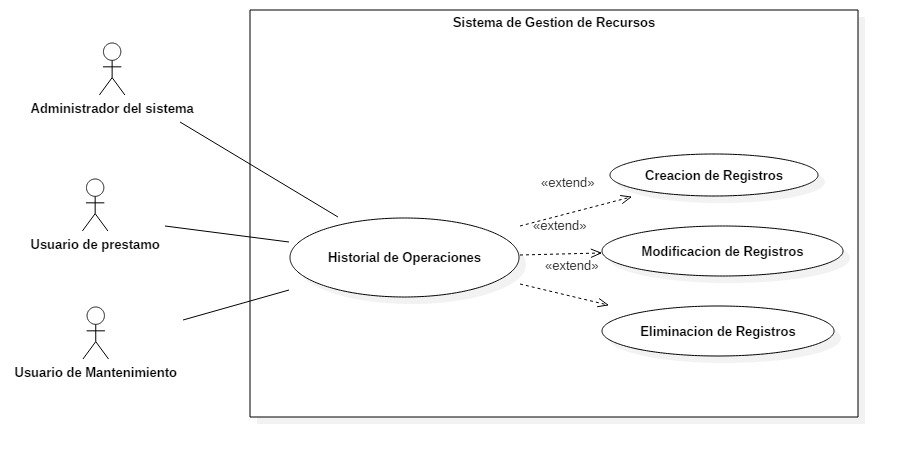 Sistema de Gestion de Recursos
Administrador del sistema
Usuario de prestamo
Usuario de Mantenimiento
Historial de Operaciones
«extend»
«extend»
«extend»
Creacion de Registros
Modificacion de Registros
Eliminacion de Registros